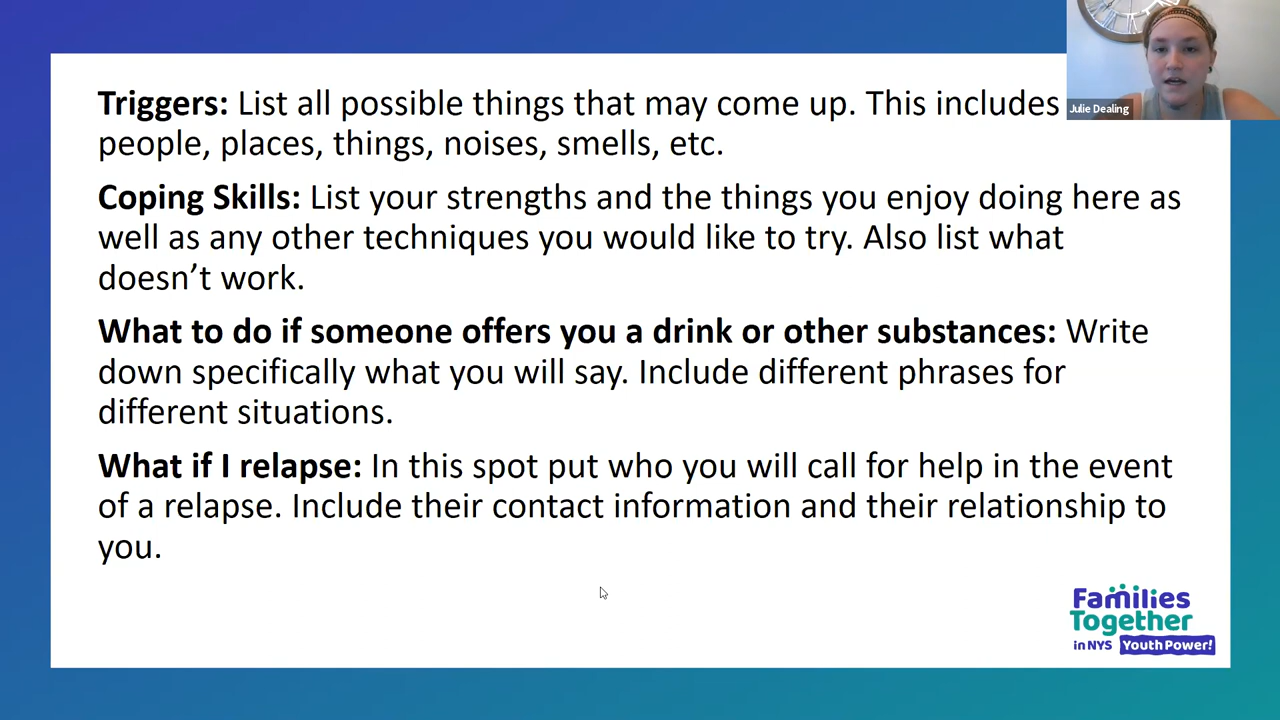 Triggers: List all possible things that may come up. This includes
people, places, things, noises, smells, etc.
Coping Skills: List your strengths and the things you enjoy doing here as
well as any other techniques you would like to try. Also list what
doesn’t work.
What to do if someone offers you a drink or other substances: Write
down specifically what you will say. Include different phrases for
different situations.
What if I relapse: In this spot put who you will call for help in the event
of a relapse. Include their contact information and their relationship to
you.
Julie Dealing
Families
Together
in NYS Youth Power!